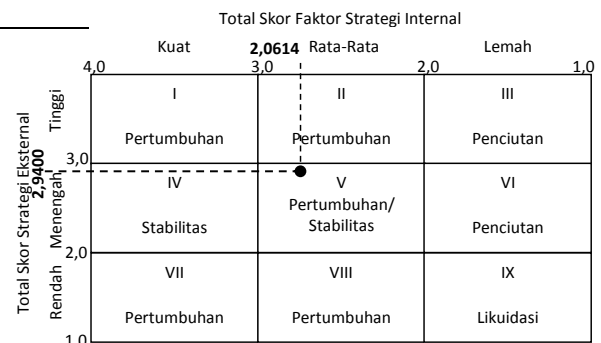 Total Skor Faktor Strategi Internal
Kuat 2,0614 Rata-Rata Lemah
4,0 3,0 2,0 1,0
Total Skor Strategi Eksternal
2,9400
Tinggi
Menengah
Rendah
I II III
Pertumbuhan Pertumbuhan Penciutan
3,0
IV V VI
Pertumbuhan/
Stabilitas Stabilitas Penciutan
2,0
VII VIII IX
Pertumbuhan Pertumbuhan Likuidasi
1,0